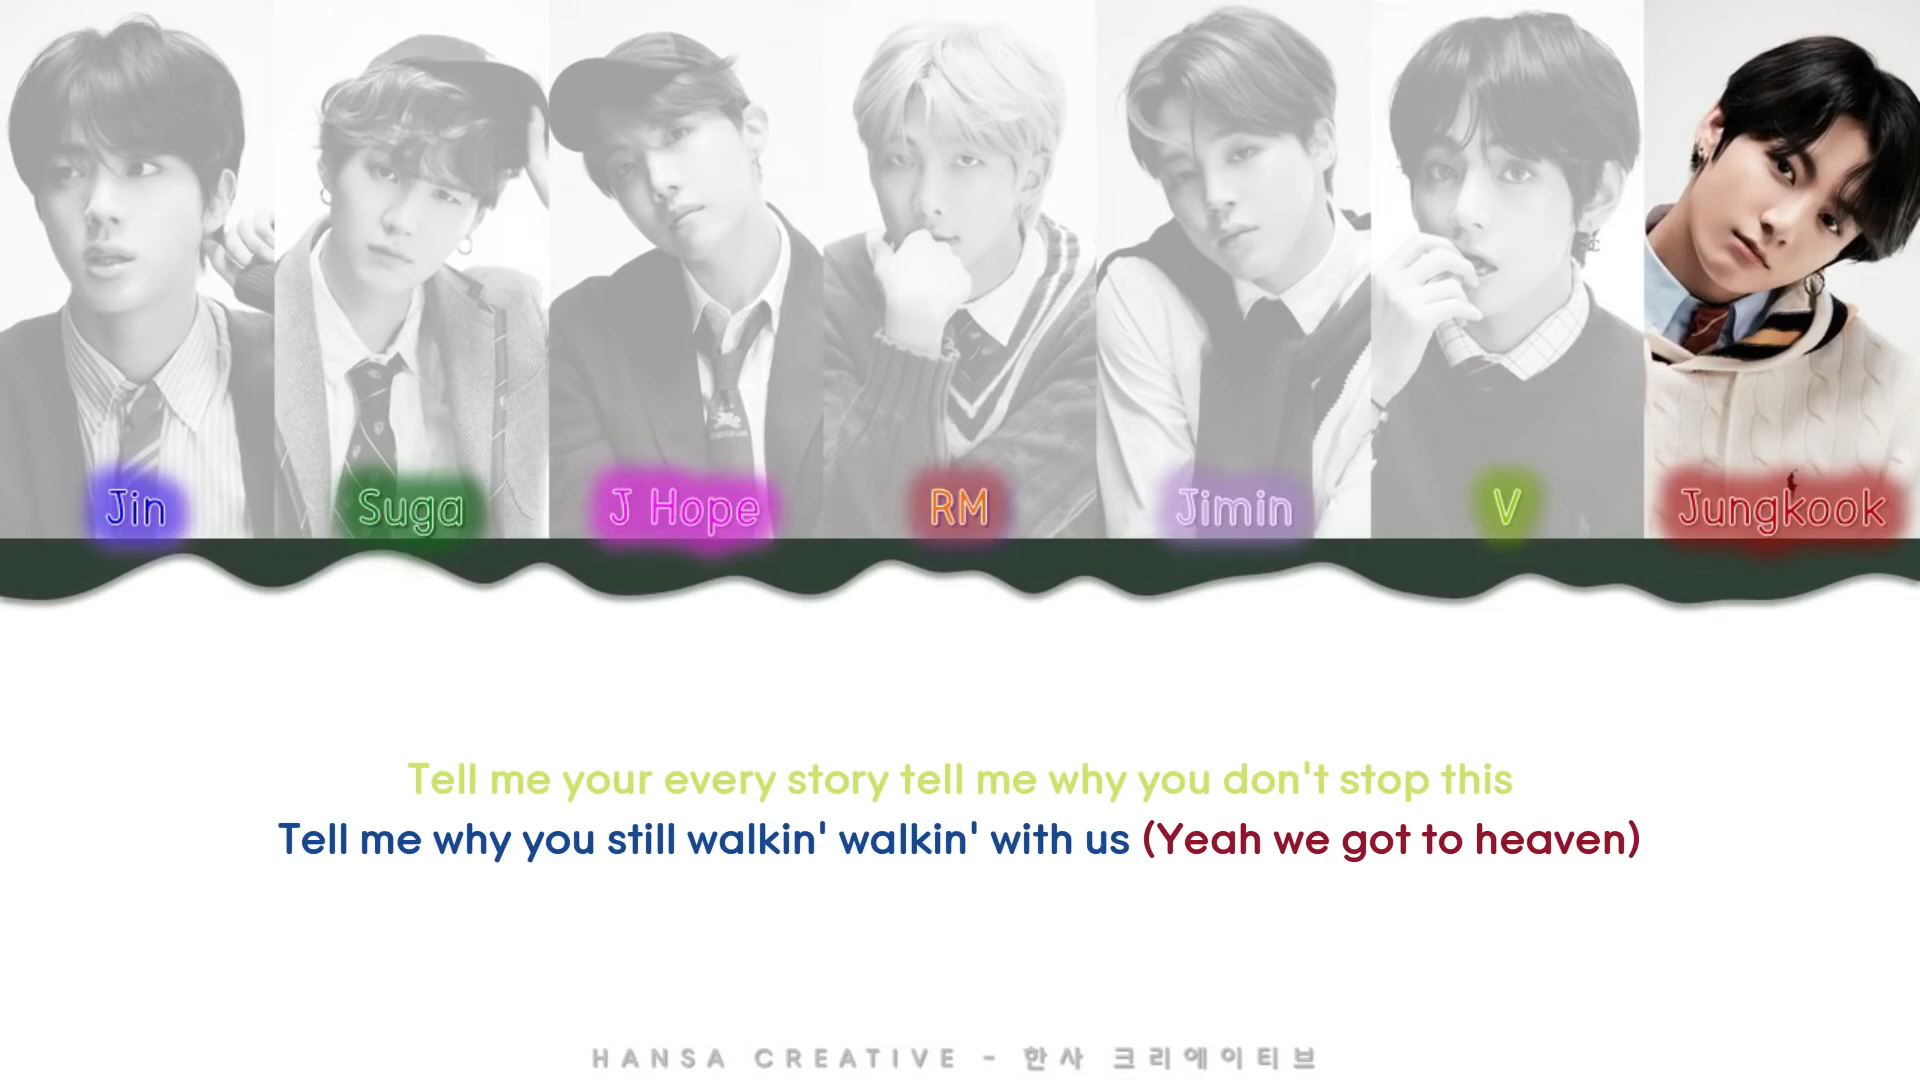 Jin Suga J Hope RM Jimin V Jungkook
Tell me your every story tell me why you don't stop this
Tell me why you still walkin' walkin' with us (Yeah we got to heaven)
HANSA CREATIVE - 한사 크리에이티브